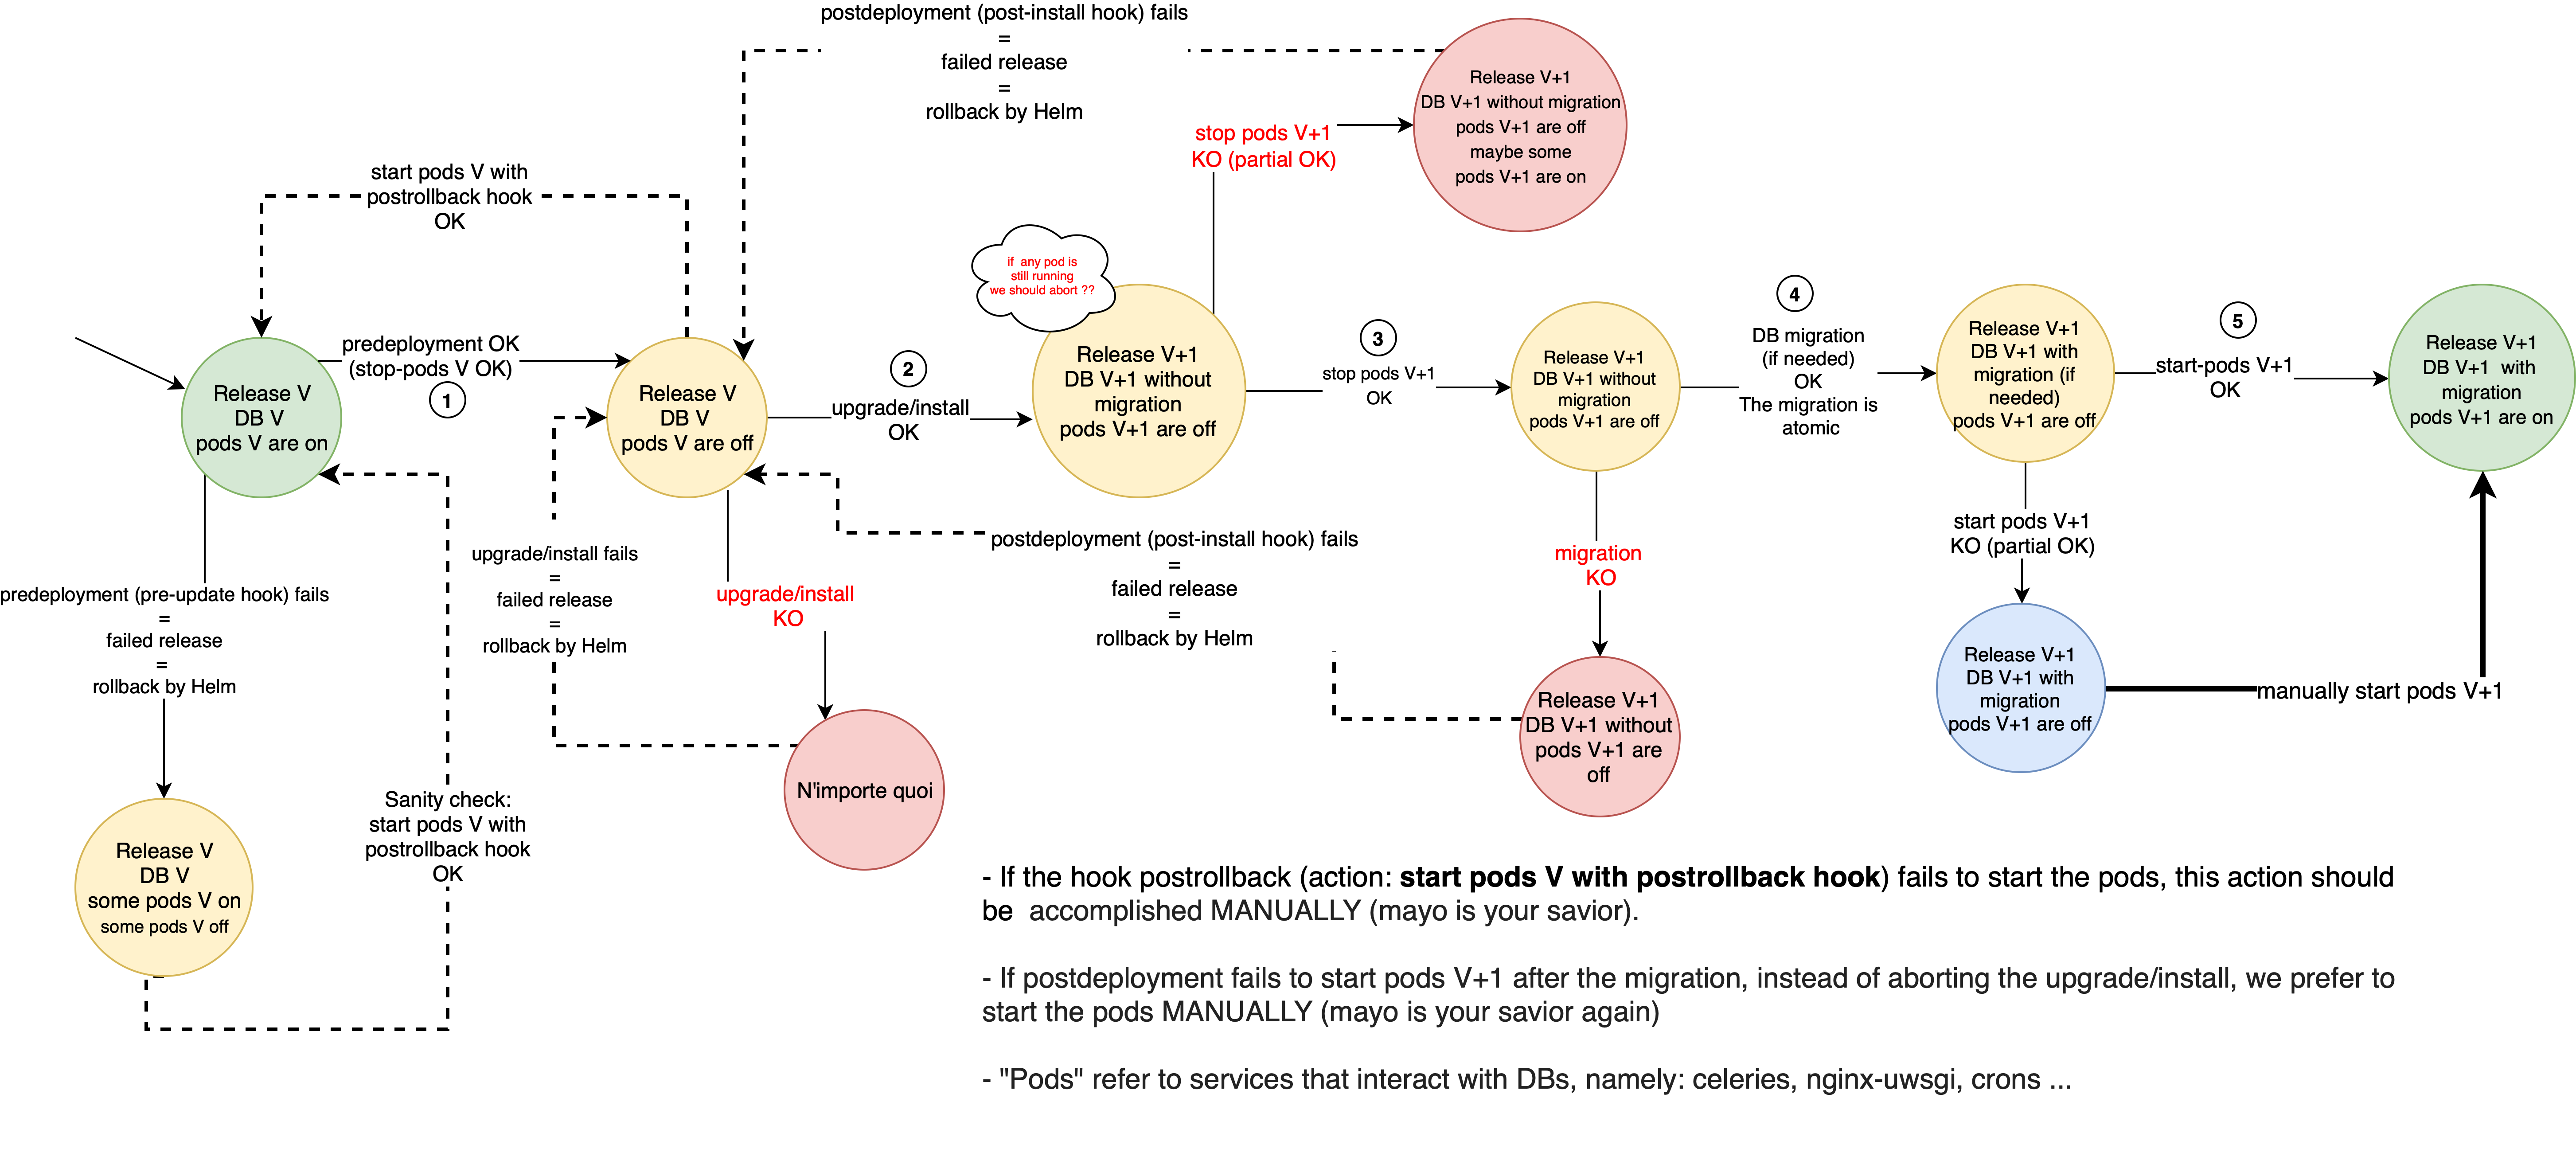 postdeployment (post-install hook) fails
=
failed release
=
rollback by Helm
Release V+1
DB V+1 without migration
pods V+1 are off
maybe some
pods V+1 are on
stop pods V+1
KO (partial OK)
start pods V with
postrollback hook
OK
if any pod is
still running
we should abort ??
predeployment OK
(stop-pods V OK)
1
Release V
DB V
pods V are on
Release V
DB V
pods V are off
2
upgrade/install
OK
Release V+1
DB V+1 without
migration
pods V+1 are off
3
stop pods V+1
OK
Release V+1
DB V+1 without
migration
pods V+1 are off
4
DB migration
(if needed)
OK
The migration is
atomic
Release V+1
DB V+1 with
migration (if
needed)
pods V+1 are off
5
start-pods V+1
OK
Release V+1
DB V+1 with
migration
pods V+1 are on
predeployment (pre-update hook) fails
=
failed release
=
rollback by Helm
upgrade/install fails
=
failed release
=
rollback by Helm
upgrade/install
KO
postdeployment (post-install hook) fails
=
failed release
=
rollback by Helm
migration
KO
start pods V+1
KO (partial OK)
Release V+1
DB V+1 without
pods V+1 are
off
Release V+1
DB V+1 with
migration
pods V+1 are off
manually start pods V+1
N'importe quoi
Sanity check:
start pods V with
postrollback hook
OK
Release V
DB V
some pods V on
some pods V off
- If the hook postrollback (action: start pods V with postrollback hook) fails to start the pods, this action should
be accomplished MANUALLY (mayo is your savior).
- If postdeployment fails to start pods V+1 after the migration, instead of aborting the upgrade/install, we prefer to
start the pods MANUALLY (mayo is your savior again)
- "Pods" refer to services that interact with DBs, namely: celeries, nginx-uwsgi, crons ...